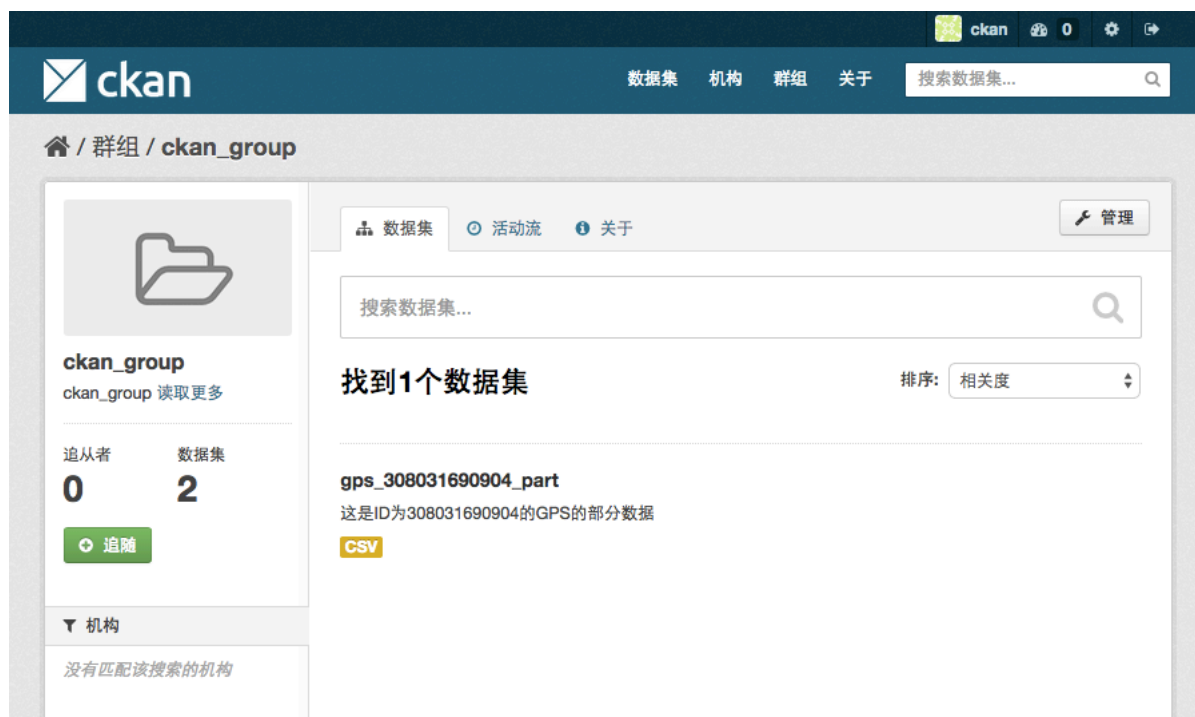 ckan 0
ckan 数据集 机构 群组 关于 搜索数据集...
/ 群组 / ckan_group
数据集 活动流 关于 管理
搜索数据集...
ckan_group
ckan_group 读取更多
找到1个数据集 排序: 相关度
追从者 数据集
0 2
追随
gps_308031690904_part
这是ID为308031690904的GPS的部分数据
CSV
机构
没有匹配该搜索的机构